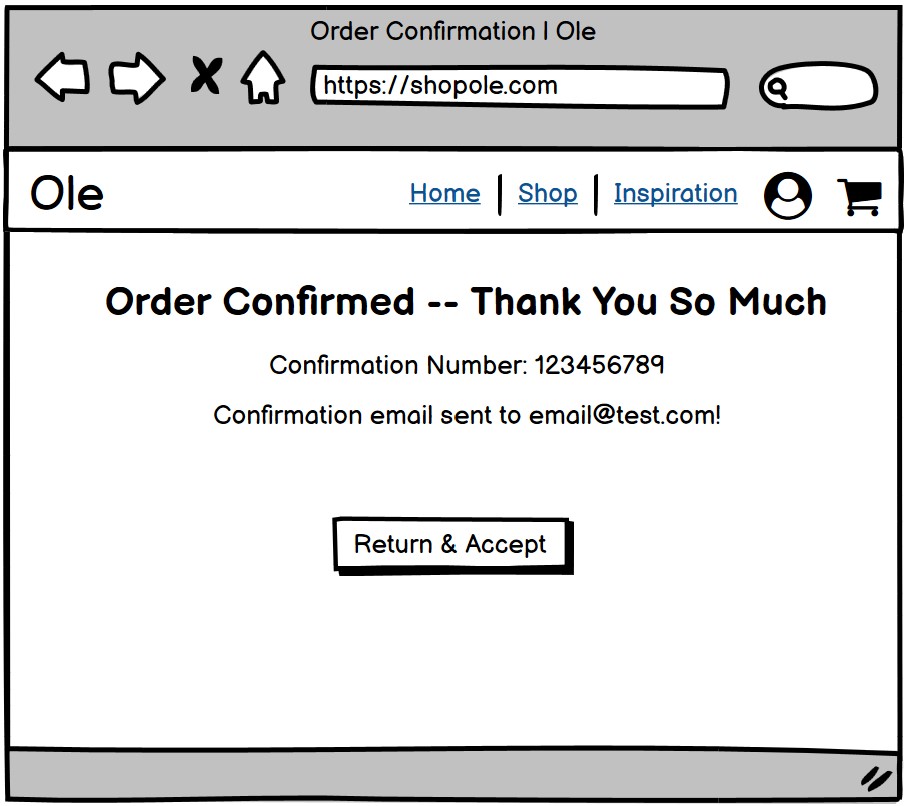 Order Confirmation | Ole
https://shopole.com
Ole
Home | Shop | Inspiration
Order Confirmed -- Thank You So Much
Confirmation Number: 123456789
Confirmation email sent to email@test.com!
Return & Accept